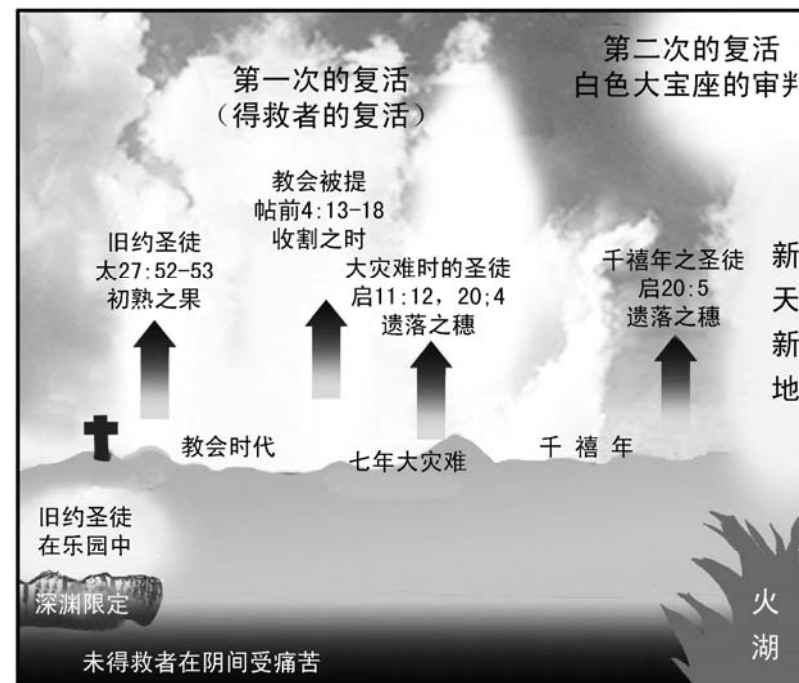 第一次的复活
（得救者的复活）
第二次的复活
白色大宝座的审判
教会被提
帖前4:13-18
收割之时
旧约圣徒
太27:52-53
初熟之果
大灾难时的圣徒
启11:12，20;4
遗落之穗
千禧年之圣徒
启20:5
遗落之穗
新
天
新
地
教会时代
七年大灾难
千 禧 年
旧约圣徒
在乐园中
深渊限定
未得救者在阴间受痛苦
火
湖